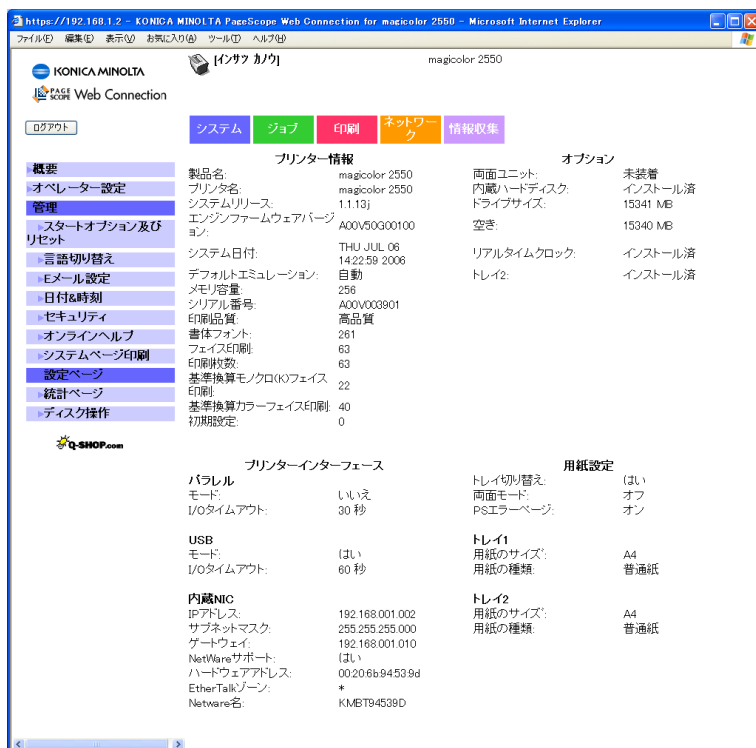 https://192.168.1.2 - KONICA MINOLTA PageScope Web Connection for magicolor 2550 - Microsoft Internet Explorer
ファイル(F) 編集(E) 表示(V) お気に入り(A) ツール(T) ヘルプ(H)
KONICA MINOLTA
PAGE SCOPE Web Connection
[インサツ カノウ]
magicolor 2550
ログアウト
システム
ジョブ
印刷
ネットワー
ク
情報収集
概要
オペレーター設定
管理
スタートオプション及び
リセット
言語切り替え
Eメール設定
日付&時刻
セキュリティ
オンラインヘルプ
システムページ印刷
設定ページ
統計ページ
ディスク操作
Q-SHOP.com
プリンター情報
製品名: magicolor 2550
プリンタ名: magicolor 2550
システムリリース: 1.1.13j
エンジンファームウェアバージ
ョン: A00V50G00100
システム日付: THU JUL 06
14:22:59 2006
デフォルトエミュレーション: 自動
メモリ容量: 256
シリアル番号: A00V003901
印刷品質: 高品質
書体フォント: 261
フェイス印刷: 63
印刷枚数: 63
基準換算モノクロ(K)フェイス
印刷: 22
基準換算カラーフェイス印刷: 40
初期設定: 0
オプション
両面ユニット: 未装着
内蔵ハードディスク: インストール済
ドライブサイズ: 15341 MB
空き: 15340 MB
リアルタイムクロック: インストール済
トレイ2: インストール済
プリンターインターフェース
パラレル
モード: いいえ
I/Oタイムアウト: 30 秒
USB
モード: はい
I/Oタイムアウト: 60 秒
内蔵NIC
IPアドレス: 192.168.001.002
サブネットマスク: 255.255.255.000
ゲートウェイ: 192.168.001.010
NetWareサポート: はい
ハードウェアアドレス: 00:20:6b:94:53:9d
EtherTalkゾーン: *
Netware名: KMBT94539D
用紙設定
トレイ切り替え: はい
両面モード: オフ
PSエラーページ: オン
トレイ1
用紙のサイズ: A4
用紙の種類: 普通紙
トレイ2
用紙のサイズ: A4
用紙の種類: 普通紙